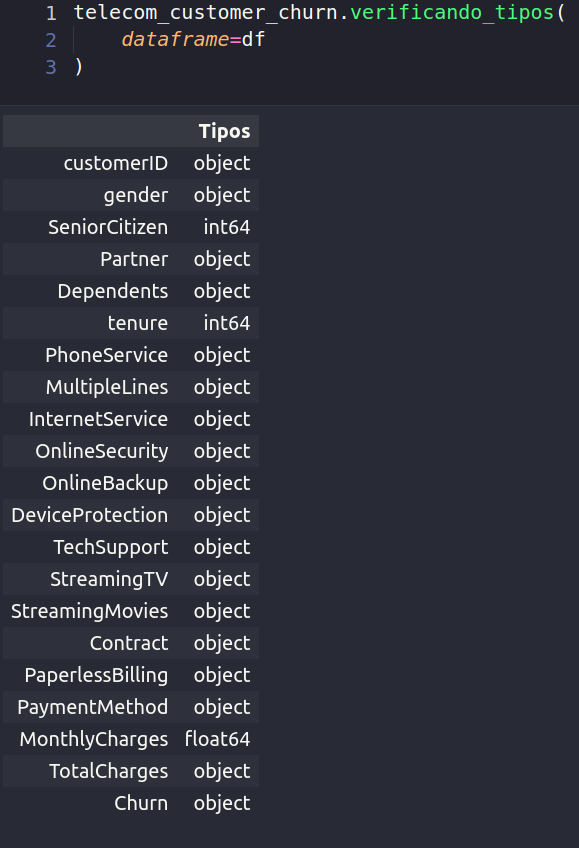 1 telecom_customer_churn.verificando_tipos(
2 dataframe=df
3 )
Tipos
customerID object
gender object
SeniorCitizen int64
Partner object
Dependents object
tenure int64
PhoneService object
MultipleLines object
InternetService object
OnlineSecurity object
OnlineBackup object
DeviceProtection object
TechSupport object
StreamingTV object
StreamingMovies object
Contract object
PaperlessBilling object
PaymentMethod object
MonthlyCharges float64
TotalCharges object
Churn object